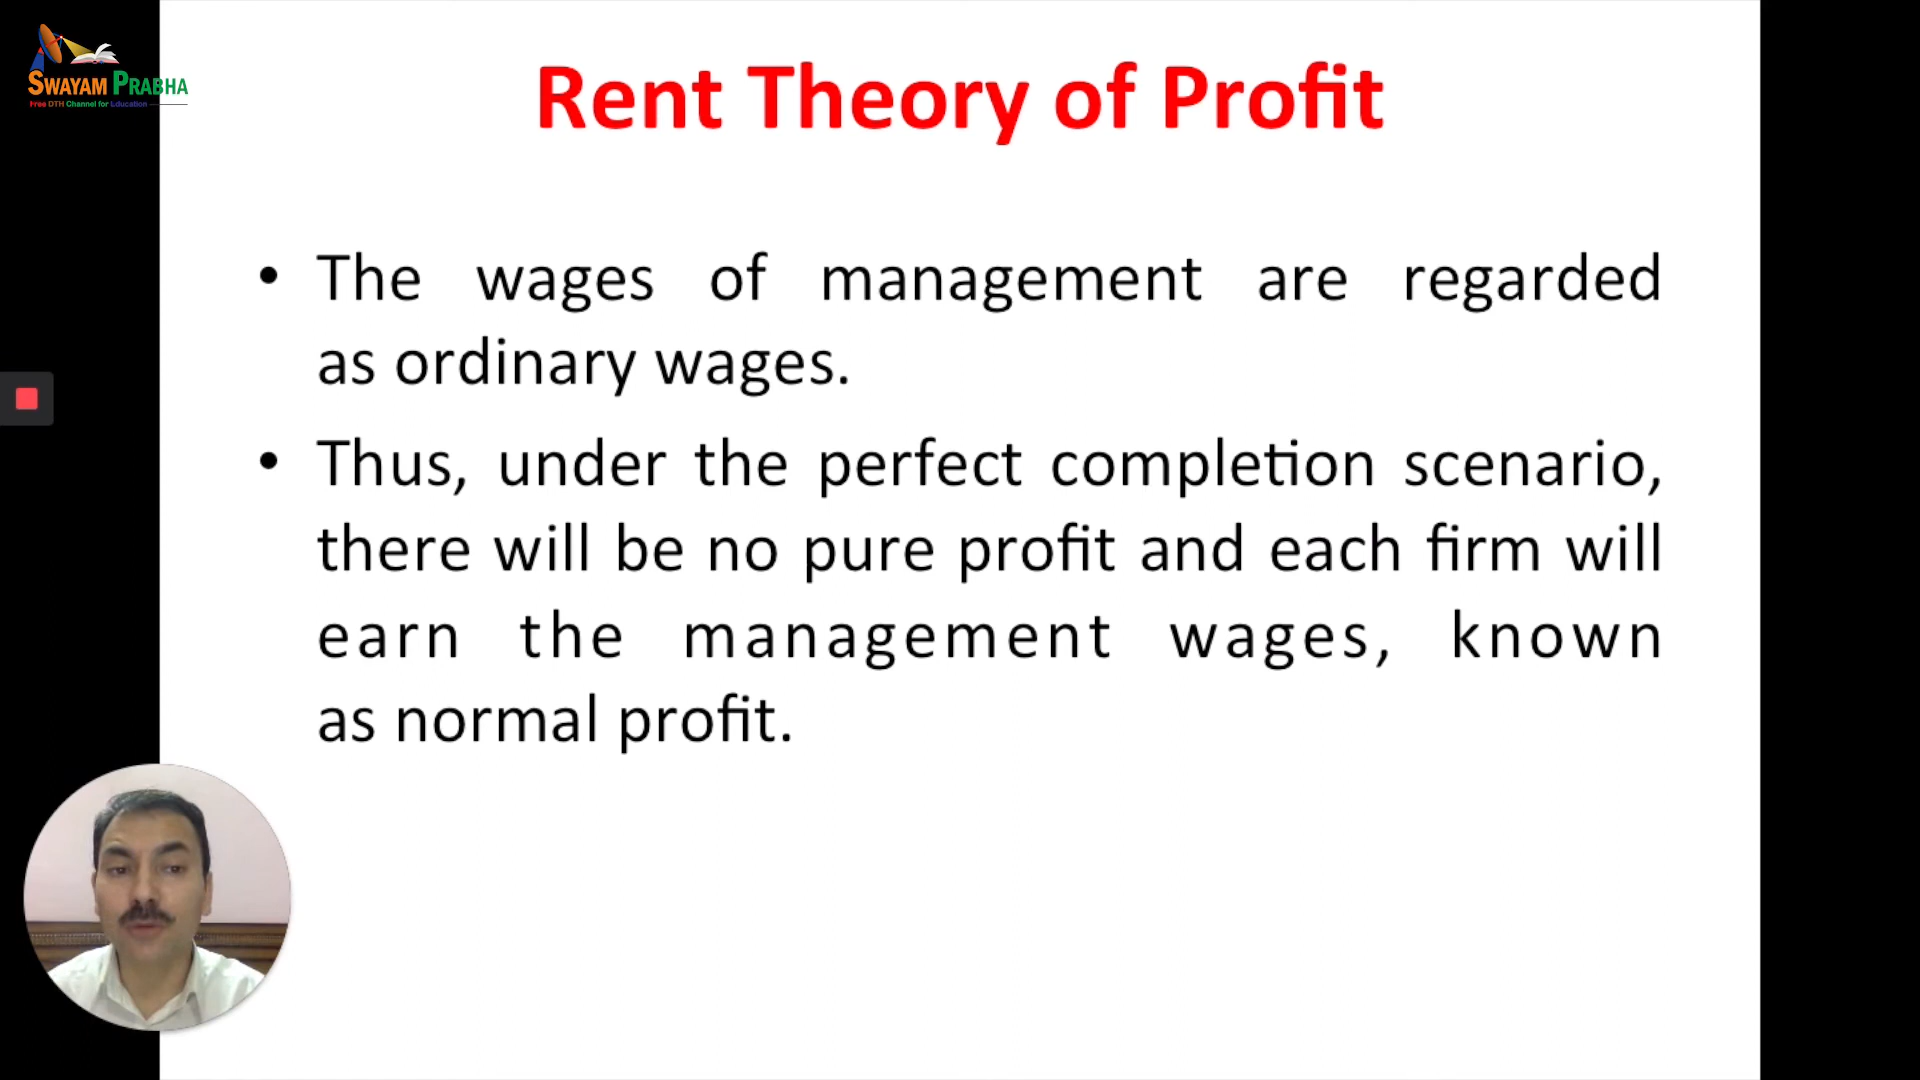 SWAYAM PRABHA
Free DTH Channel for Education
Rent Theory of Profit
• The wages of management are regarded
as ordinary wages.
• Thus, under the perfect completion scenario,
there will be no pure profit and each firm will
earn the management wages, known
as normal profit.